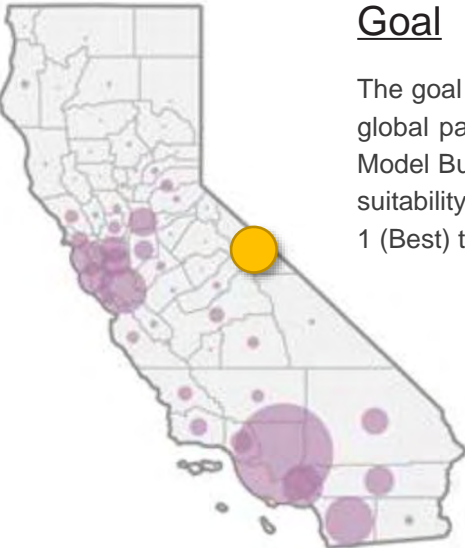 Goal
The goal
global pa
Model Bu
suitability
1 (Best) t